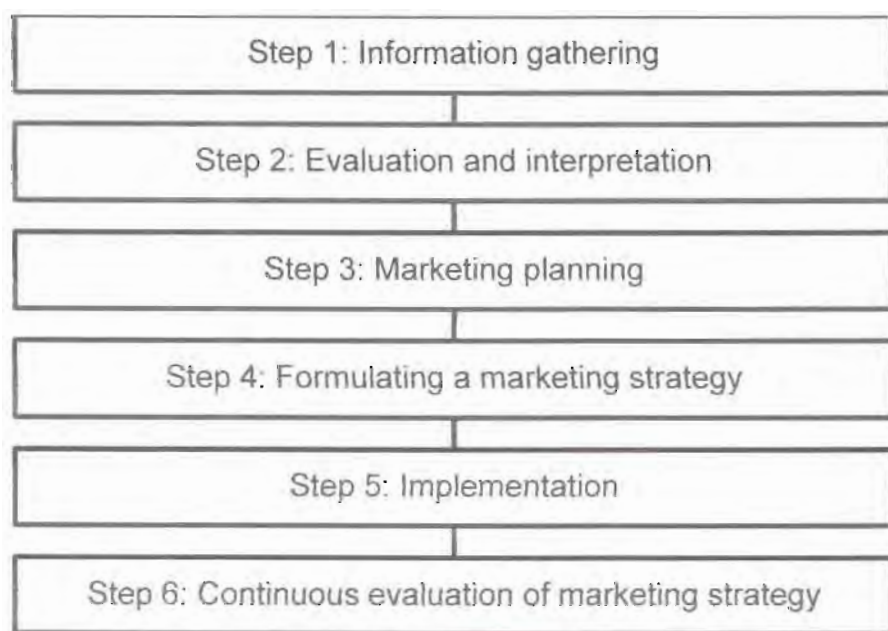 Step 1: Information gathering
Step 2: Evaluation and interpretation
Step 3: Marketing planning
Step 4: Formulating a marketing strategy
Step 5: Implementation
Step 6: Continuous evaluation of marketing strategy